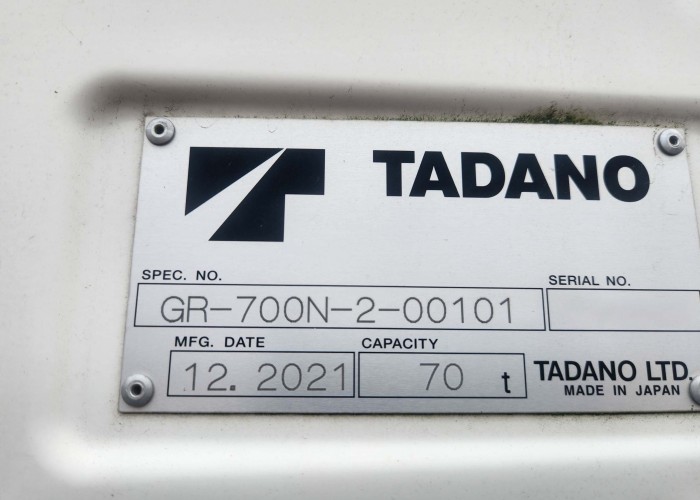 TADANO
SPEC. NO.
GR-700N-2-00101
SERIAL NO.
MFG. DATE
12. 2021
CAPACITY
70 t
TADANO LTD.
MADE IN JAPAN